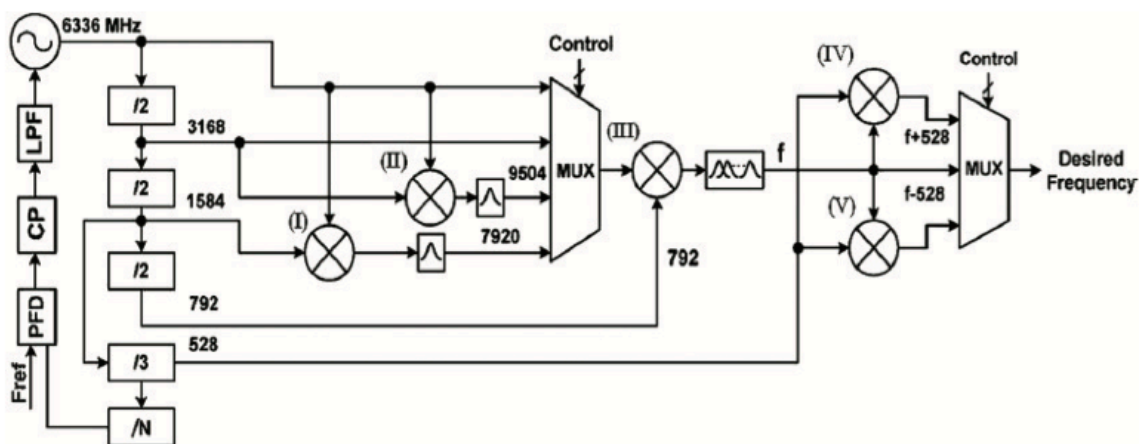 6336 MHz
Control
(IV)
Control
/2
LPF
3168
(III)
f+528
(II)
9504
MUX
f
MUX
Desired
Frequency
/2
f-528
1584
(I)
(V)
CP
7920
/2
792
PFD
792
528
/3
Fref
/N